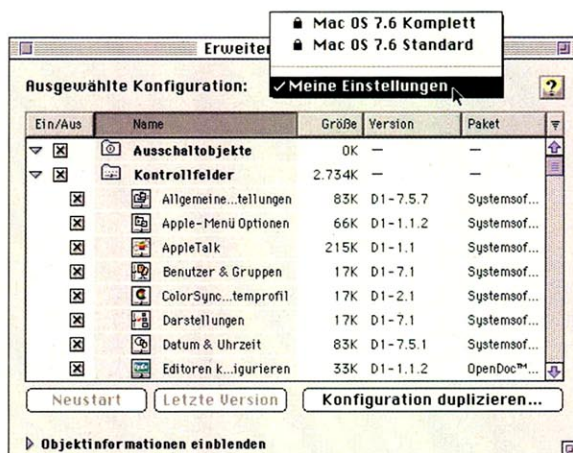 Mac OS 7.6 Komplett
Mac OS 7.6 Standard
Erweiter
Ausgewählte Konfiguration: ✓ Meine Einstellungen
?
Ein/Aus Name Größe Version Paket
Ausschaltobjekte 0K — —
Kontrollfelder 2.734K — —
Allgemeine...tellungen 83K D1-7.5.7 Systemsof...
Apple-Menü Optionen 66K D1-1.1.2 Systemsof...
AppleTalk 215K D1-1.1 Systemsof...
Benutzer & Gruppen 17K D1-7.1 Systemsof...
ColorSync...temprofil 17K D1-2.1 Systemsof...
Darstellungen 17K D1-7.1 Systemsof...
Datum & Uhrzeit 83K D1-7.5.1 Systemsof...
Editoren k...igurieren 33K D1-1.1.2 OpenDoc™...
Neustart Letzte Version Konfiguration duplizieren...
Objektinformationen einblenden